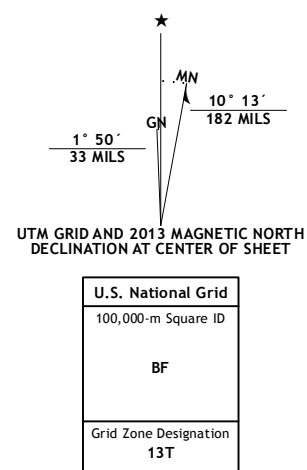 ★
MN
GN
10° 13´
182 MILS
1° 50´
33 MILS
UTM GRID AND 2013 MAGNETIC NORTH
DECLINATION AT CENTER OF SHEET
U.S. National Grid
100,000-m Square ID
BF
Grid Zone Designation
13T